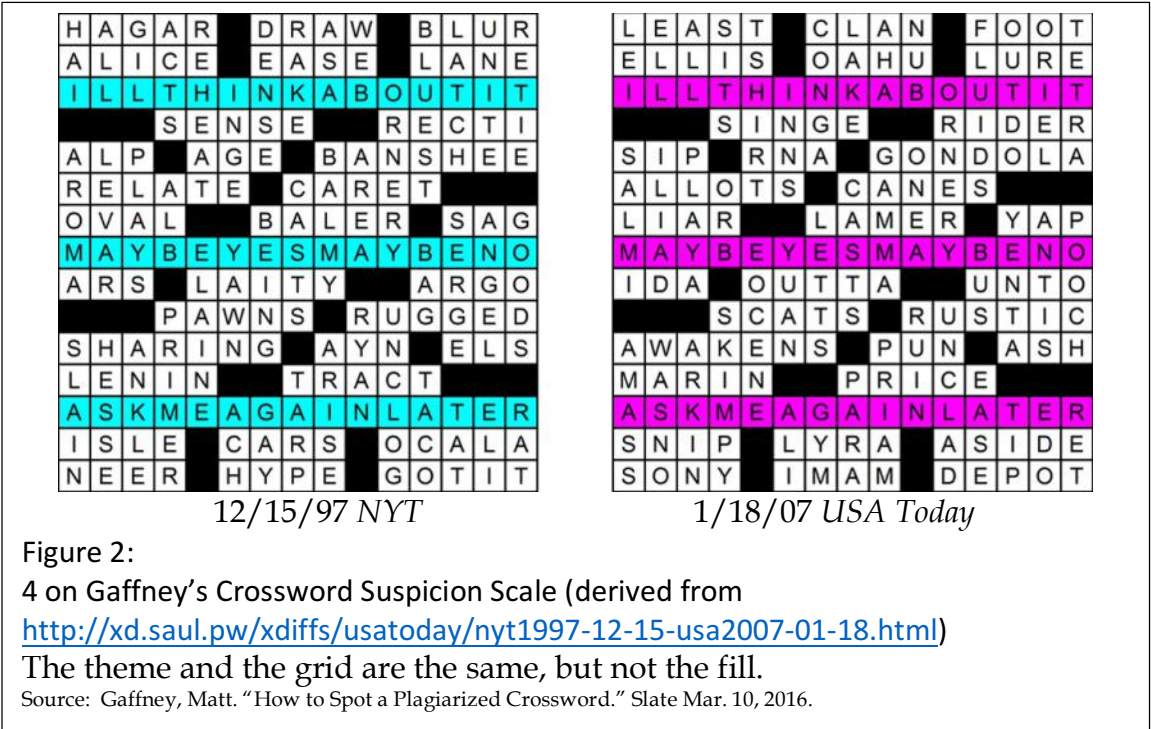 HAGAR DRAW BLUR
ALICE EASE LANE
ILLTHINKABOUTIT
SENSE RECTI
ALP AGE BANSHEE
RELATE CARET
OVAL BALER SAG
MAYBEYESMAYBENO
ARS LAITY ARGO
PAWNS RUGGED
SHARING AYN ELS
LENIN TRACT
ASKMEAGAINLATER
ISLE CARS OCALA
NEER HYPE GOTIT
12/15/97 NYT
LEAST CLAN FOOT
ELLIS OAHU LURE
ILLTHINKABOUTIT
SINGE RIDER
SIP RNA GONDOLA
ALLOTS CANES
LIAR LAMER YAP
MAYBEYESMAYBENO
IDA OUTTA UNTO
SCATS RUSTIC
AWAKENS PUN ASH
MARIN PRICE
ASKMEAGAINLATER
SNIP LYRA ASIDE
SONY IMAM DEPOT
1/18/07 USA Today
Figure 2:
4 on Gaffney’s Crossword Suspicion Scale (derived from
http://xd.saul.pw/xdiffs/usatoday/nyt1997-12-15-usa2007-01-18.html)
The theme and the grid are the same, but not the fill.
Source: Gaffney, Matt. “How to Spot a Plagiarized Crossword.” Slate Mar. 10, 2016.